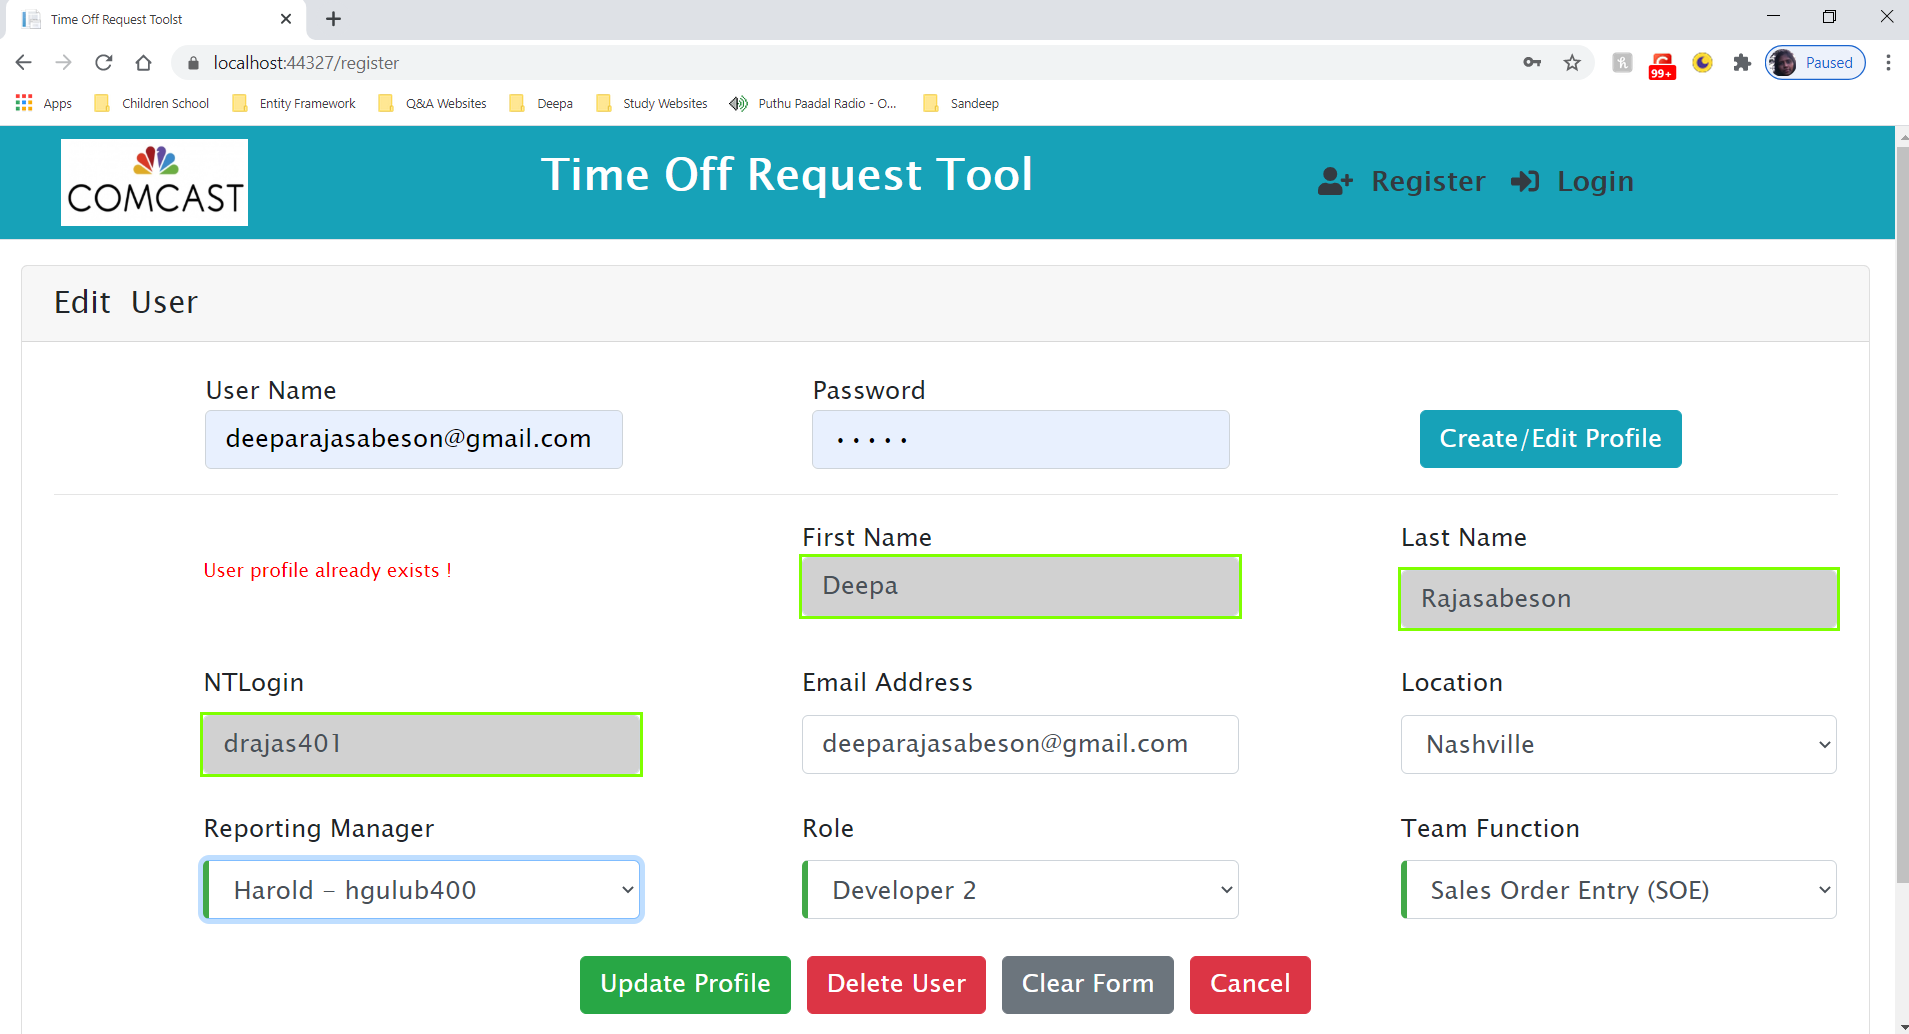 Time Off Request Toolst
localhost:44327/register
99+
Paused
Apps
Children School
Entity Framework
Q&A Websites
Deepa
Study Websites
Puthu Paadal Radio - O...
Sandeep
COMCAST
Time Off Request Tool
Register
Login
Edit User
User Name
Password
deeparajasabeson@gmail.com
•••••
Create/Edit Profile
User profile already exists !
First Name
Last Name
Deepa
Rajasabeson
NTLogin
Email Address
Location
drajas401
deeparajasabeson@gmail.com
Nashville
Reporting Manager
Role
Team Function
Harold - hgulub400
Developer 2
Sales Order Entry (SOE)
Update Profile
Delete User
Clear Form
Cancel